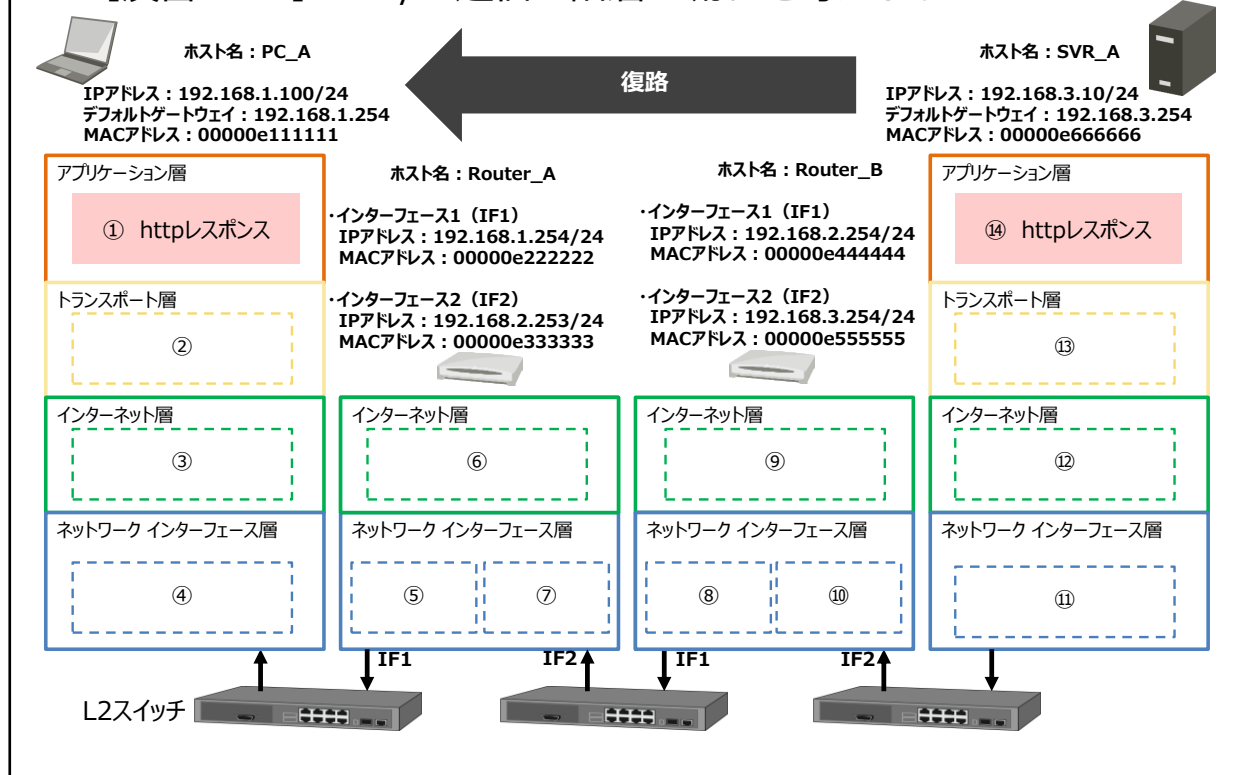 復路
ホスト名：PC_A
IPアドレス：192.168.1.100/24
デフォルトゲートウェイ：192.168.1.254
MACアドレス：00000e111111
ホスト名：SVR_A
IPアドレス：192.168.3.10/24
デフォルトゲートウェイ：192.168.3.254
MACアドレス：00000e666666
アプリケーション層
① httpレスポンス
ホスト名：Router_A
・インターフェース1（IF1）
IPアドレス：192.168.1.254/24
MACアドレス：00000e222222
・インターフェース2（IF2）
IPアドレス：192.168.2.253/24
MACアドレス：00000e333333
ホスト名：Router_B
・インターフェース1（IF1）
IPアドレス：192.168.2.254/24
MACアドレス：00000e444444
・インターフェース2（IF2）
IPアドレス：192.168.3.254/24
MACアドレス：00000e555555
アプリケーション層
⑭ httpレスポンス
トランスポート層
②
トランスポート層
⑬
インターネット層
③
インターネット層
⑥
インターネット層
⑨
インターネット層
⑫
ネットワーク インターフェース層
④
ネットワーク インターフェース層
⑤
⑦
ネットワーク インターフェース層
⑧
⑩
ネットワーク インターフェース層
⑪
IF1
IF2
IF1
IF2
L2スイッチ